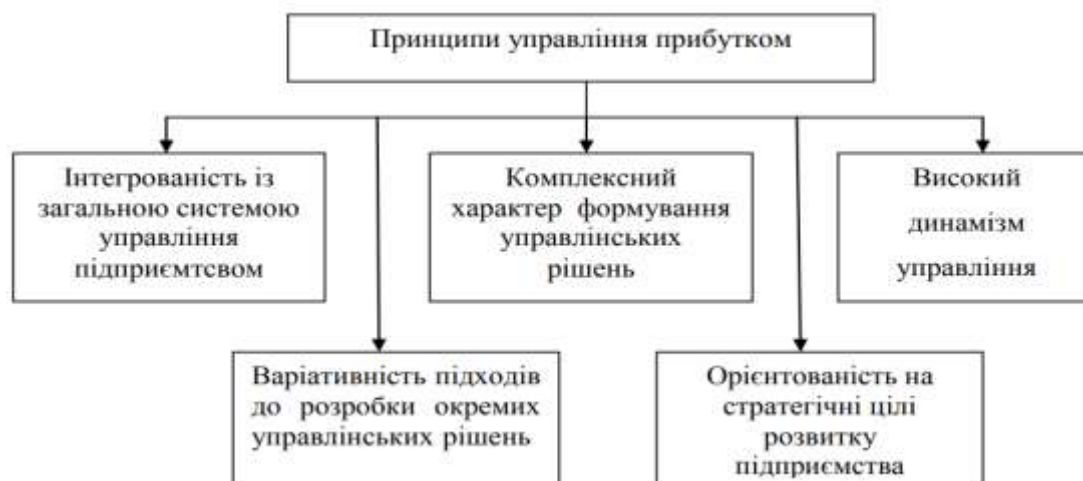 Принципи управління прибутком
Інтегрованість із
загальною системою
управління
підприємтсвом
Комплексний
характер формування
управлінських
рішень
Високий
динамізм
управління
Варіативність підходів
до розробки окремих
управлінських рішень
Орієнтованість на
стратегічні цілі
розвитку
підприємства